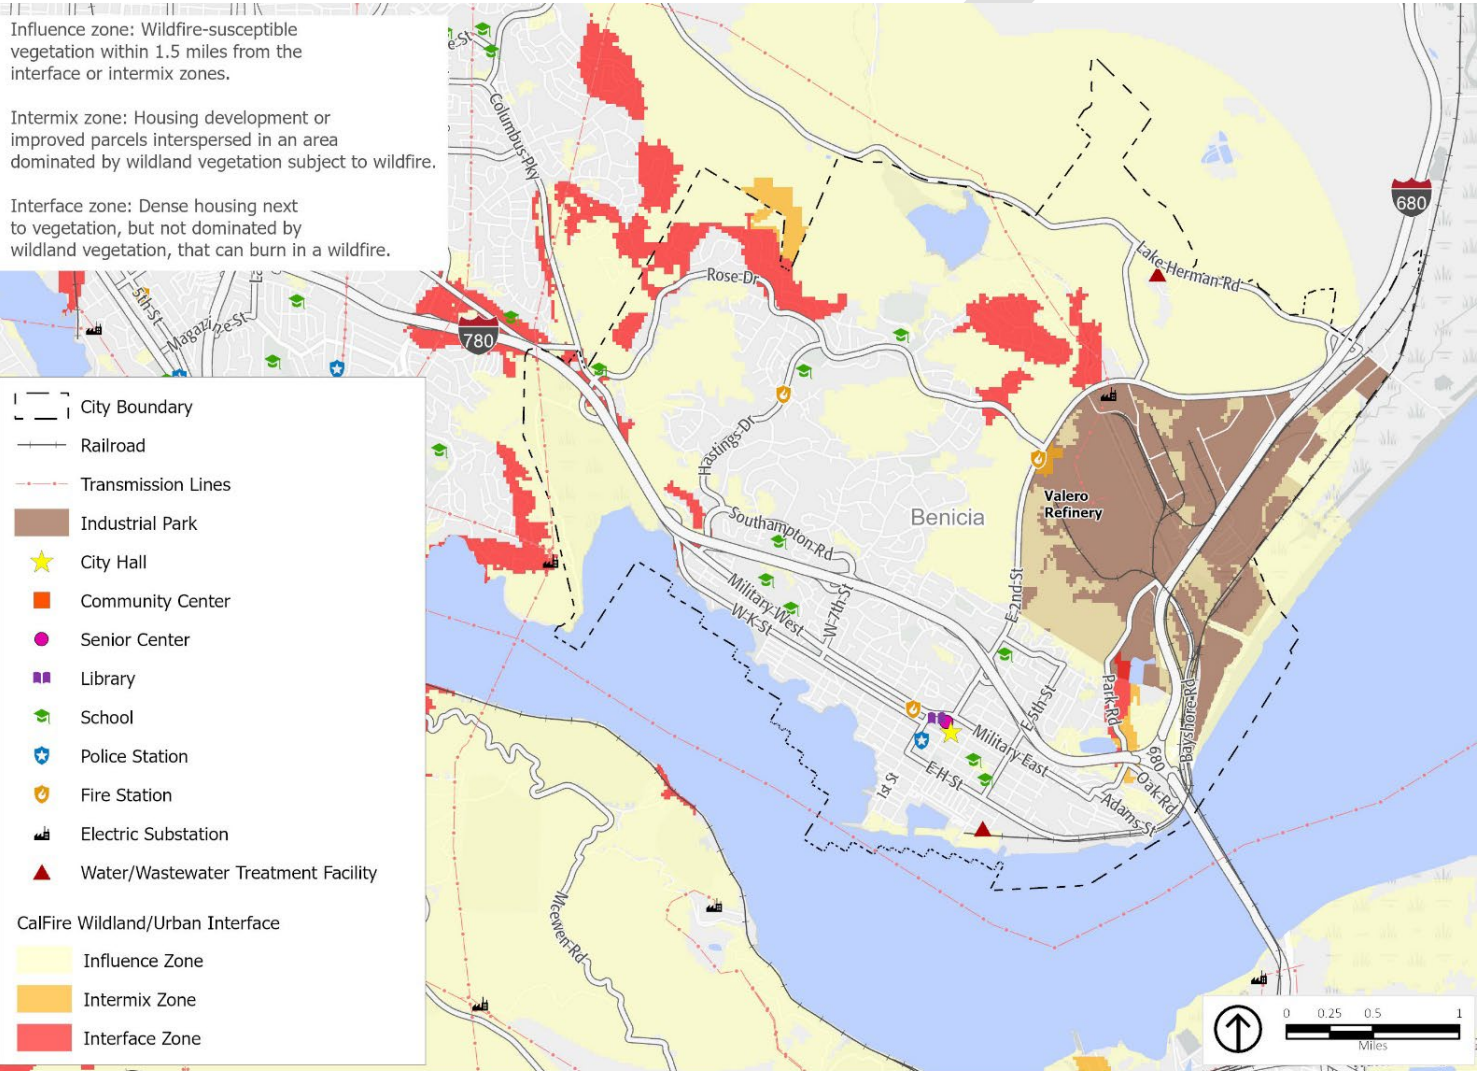 Influence zone: Wildfire-susceptible
vegetation within 1.5 miles from the
interface or intermix zones.
Intermix zone: Housing development or
improved parcels interspersed in an area
dominated by wildland vegetation subject to wildfire.
Interface zone: Dense housing next
to vegetation, but not dominated by
wildland vegetation, that can burn in a wildfire.
e-St
Columbus-Pky
680
Lake-Herman-Rd
Rose-Dr
5th-St
Magazine-St
780
Hastings-Dr
Valero
Refinery
Benicia
Southampton-Rd
E-2nd-St
Military-West
W-K-St
W-7th-St
E-5th-St
Park-Rd
Bayshore-Rd
680
Military-East
E-H-St
1st St
Oak-Rd
Adams-St
Mcewen-Rd
City Boundary
Railroad
Transmission Lines
Industrial Park
City Hall
Community Center
Senior Center
Library
School
Police Station
Fire Station
Electric Substation
Water/Wastewater Treatment Facility
CalFire Wildland/Urban Interface
Influence Zone
Intermix Zone
Interface Zone
0 0.25 0.5 1
Miles